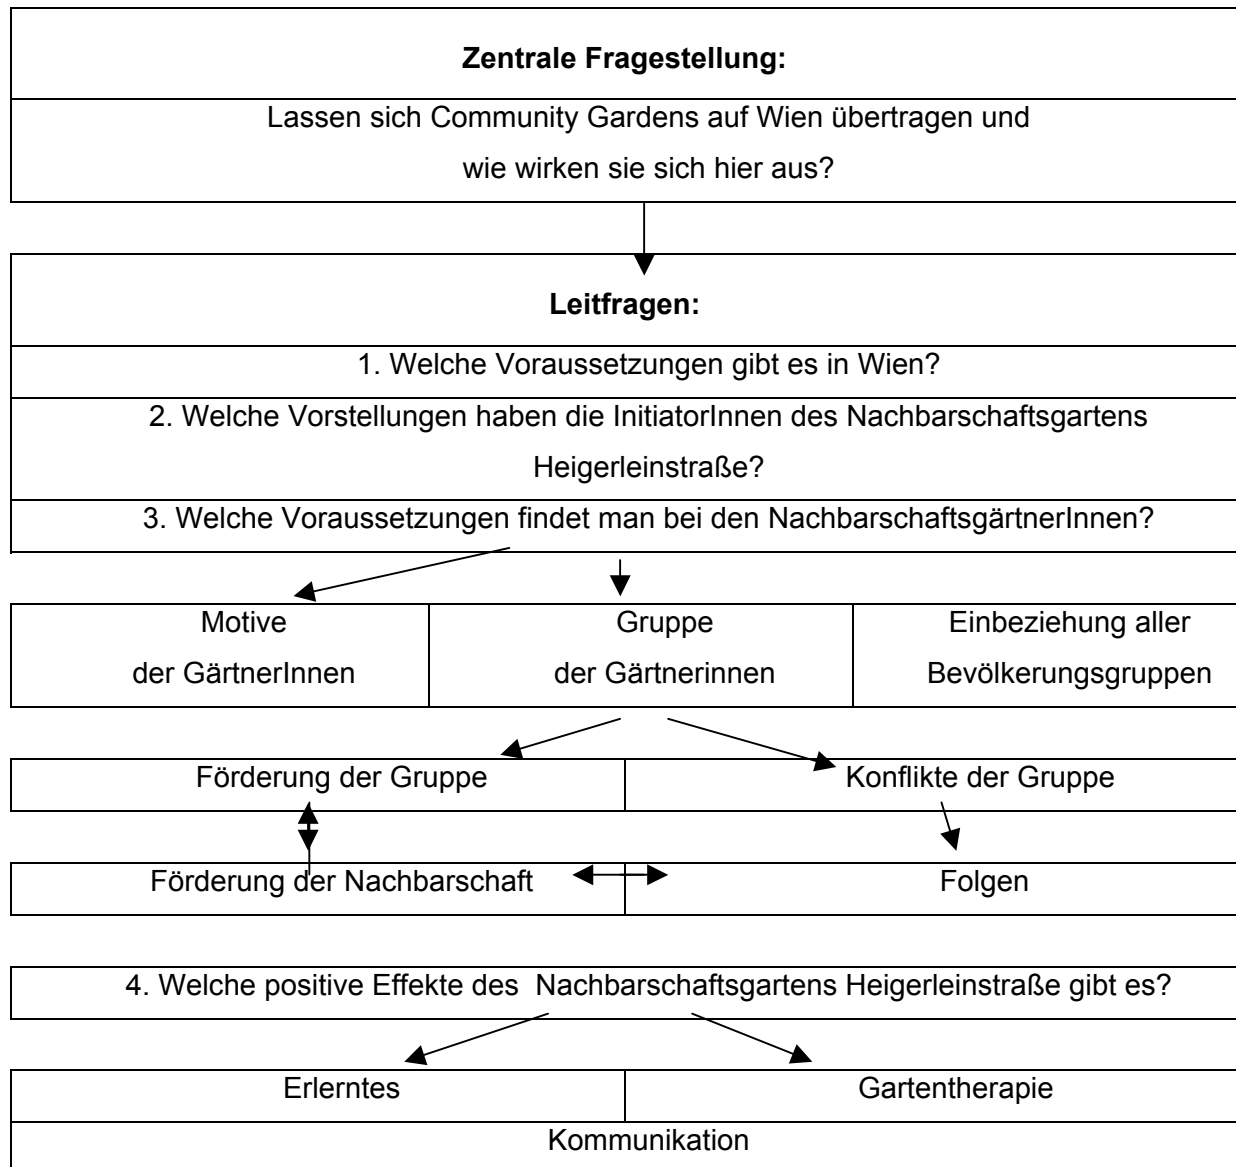 Zentrale Fragestellung:
Lassen sich Community Gardens auf Wien übertragen und
wie wirken sie sich hier aus?
Leitfragen:
1. Welche Voraussetzungen gibt es in Wien?
2. Welche Vorstellungen haben die InitiatorInnen des Nachbarschaftsgartens
Heigerleinstraße?
3. Welche Voraussetzungen findet man bei den NachbarschaftsgärtnerInnen?
Motive
der GärtnerInnen
Gruppe
der Gärtnerinnen
Einbeziehung aller
Bevölkerungsgruppen
Förderung der Gruppe
Konflikte der Gruppe
Förderung der Nachbarschaft
Folgen
4. Welche positive Effekte des  Nachbarschaftsgartens Heigerleinstraße gibt es?
Erlerntes
Gartentherapie
Kommunikation